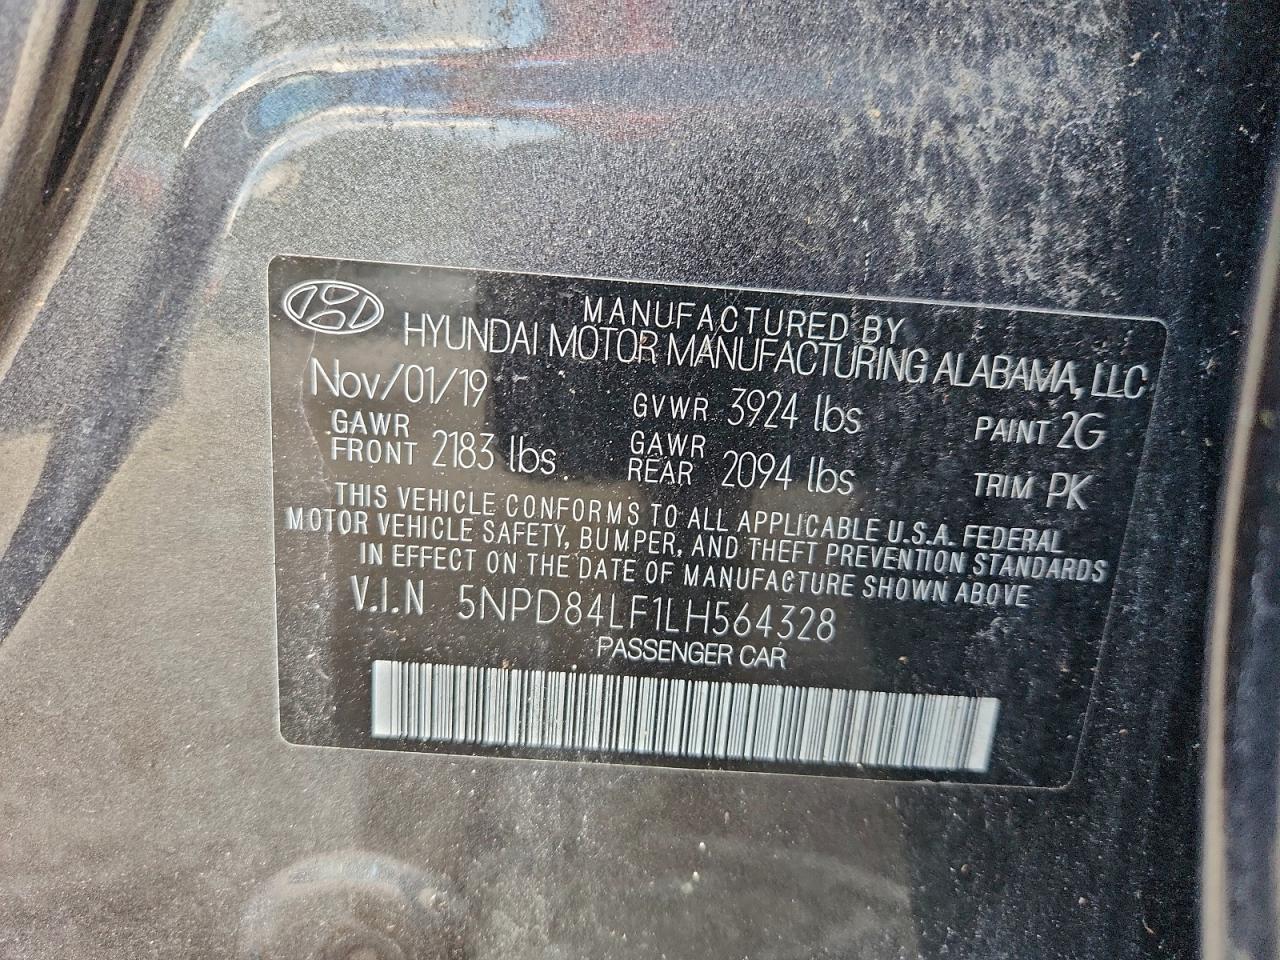 MANUFACTURED BY
HYUNDAI MOTOR MANUFACTURING ALABAMA, LLC
Nov/01/19 GVWR 3924 lbs PAINT 2G
GAWR FRONT 2183 lbs GAWR REAR 2094 lbs TRIM PK
THIS VEHICLE CONFORMS TO ALL APPLICABLE U.S.A. FEDERAL
MOTOR VEHICLE SAFETY, BUMPER, AND THEFT PREVENTION STANDARDS
IN EFFECT ON THE DATE OF MANUFACTURE SHOWN ABOVE
V.I.N 5NPD84LF1LH564328
PASSENGER CAR